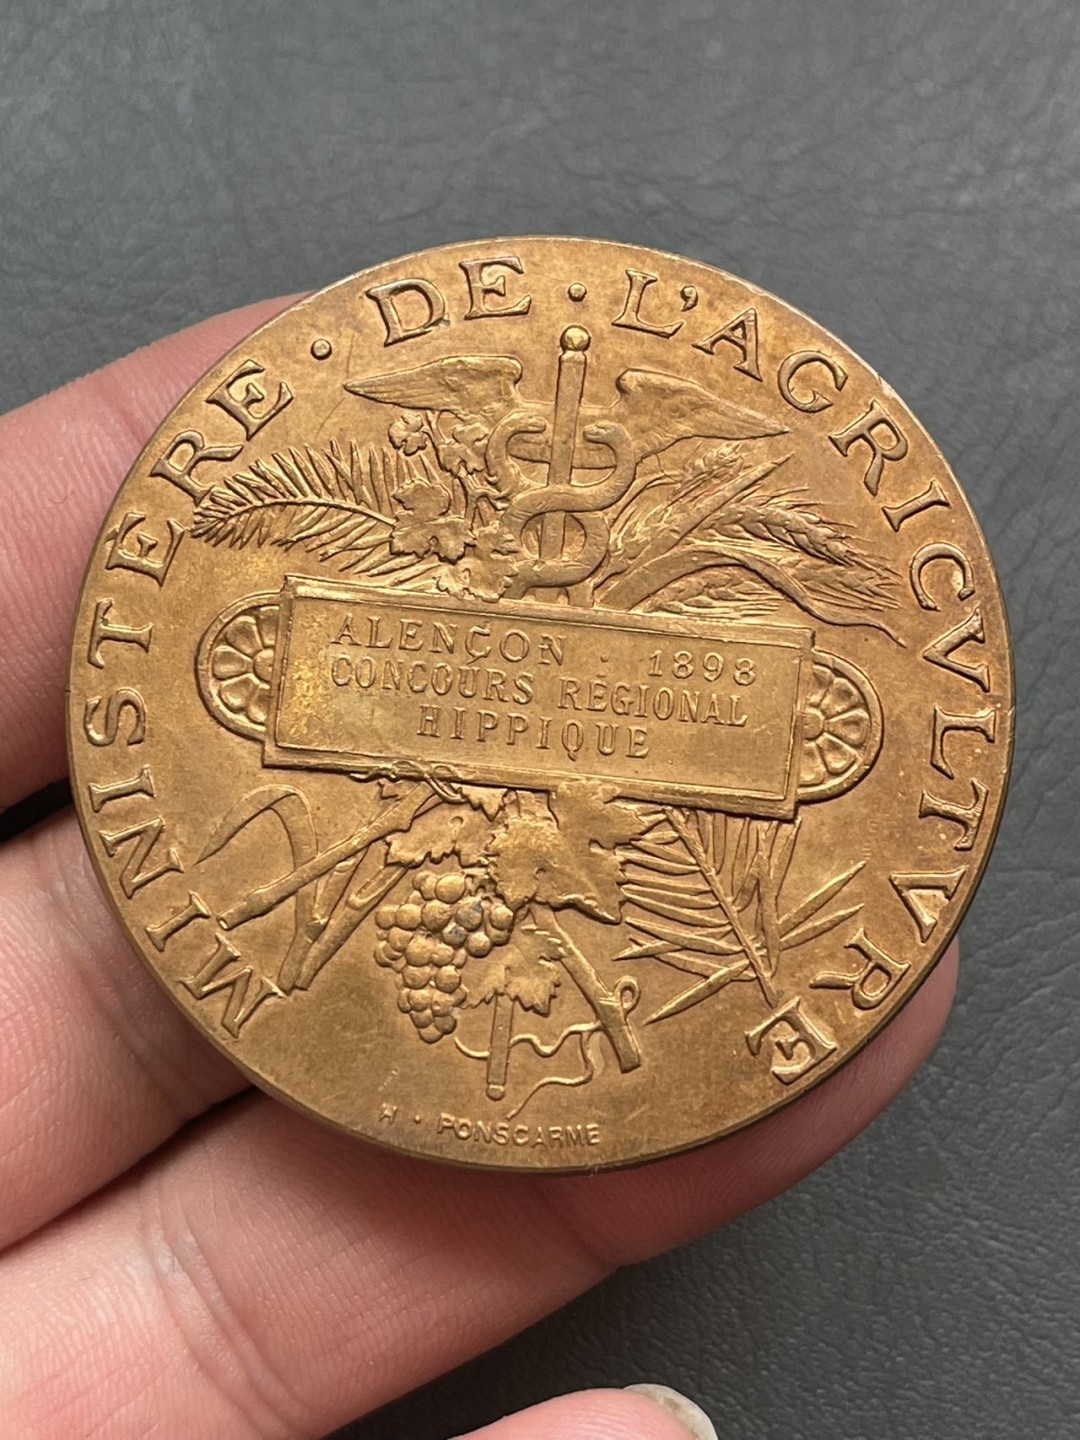 MINISTÈRE · DE · L'AGRICVLTVRE
ALENÇON . 1898
CONCOURS RÉGIONAL
HIPPIQUE
H · PONSCARME